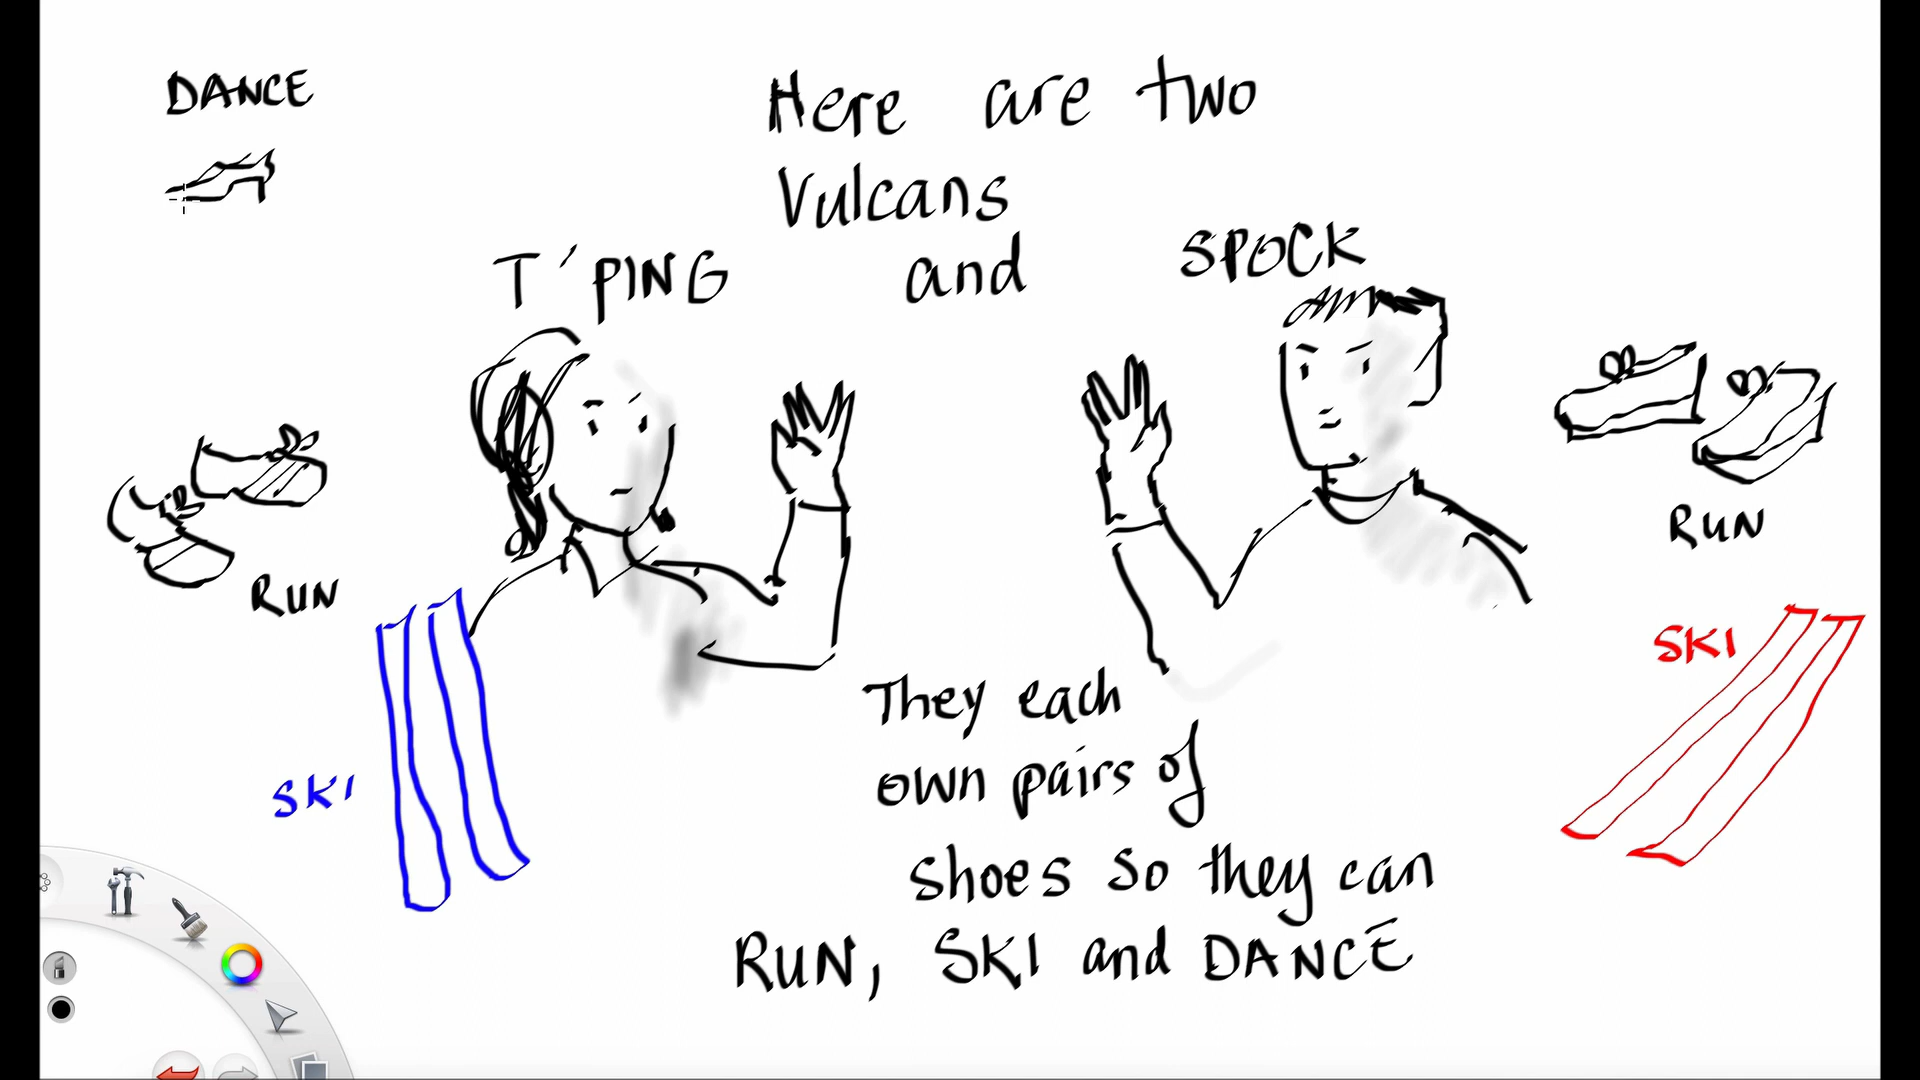 DANCE
Here are two
Vulcans
T'PING and SPOCK
RUN
RUN
SKI
SKI
They each
own pairs of
shoes so they can
RUN, SKI and DANCE